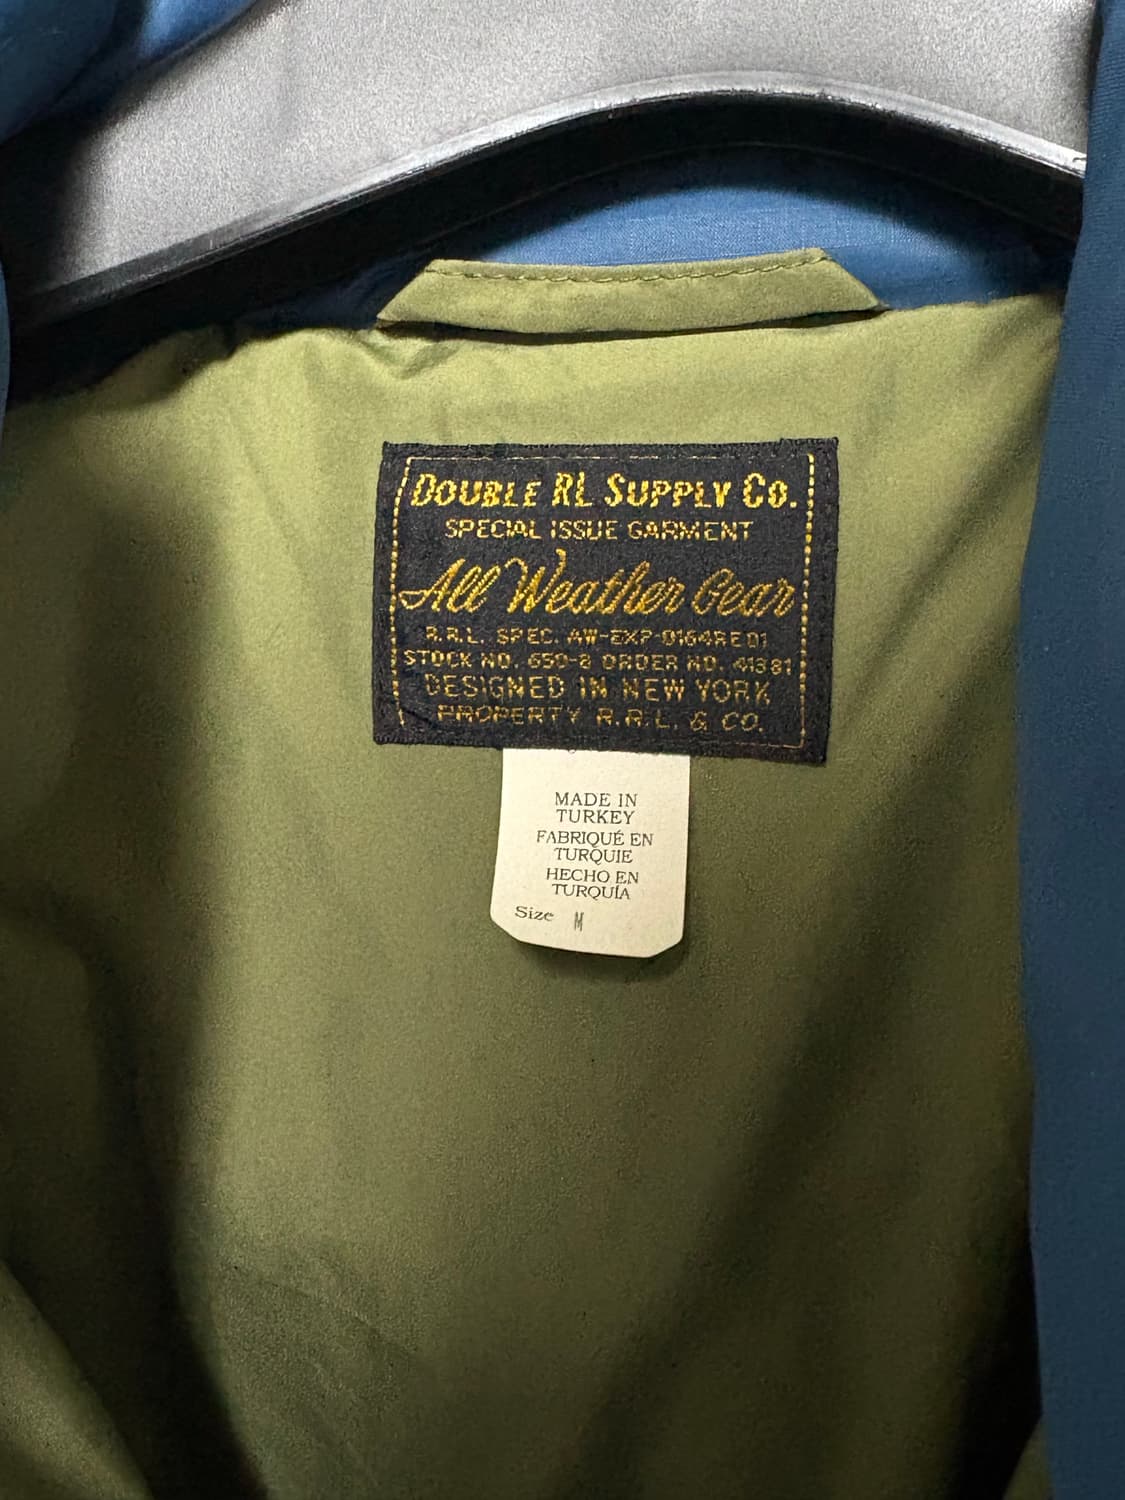 DOUBLE RL SUPPLY CO.
SPECIAL ISSUE GARMENT
All Weather Gear
R.R.L. SPEC. AW-EXP-0164RE01
STOCK NO. 650-2 ORDER NO. 41381
DESIGNED IN NEW YORK
PROPERTY R.R.L. & CO.
MADE IN
TURKEY
FABRIQUÉ EN
TURQUIE
HECHO EN
TURQUÍA
Size M